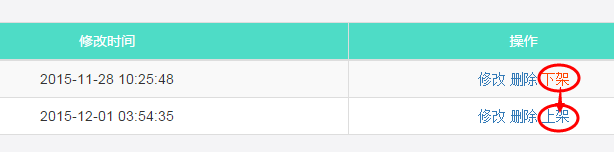 修改时间 操作
2015-11-28 10:25:48 修改 删除 下架
2015-12-01 03:54:35 修改 删除 上架